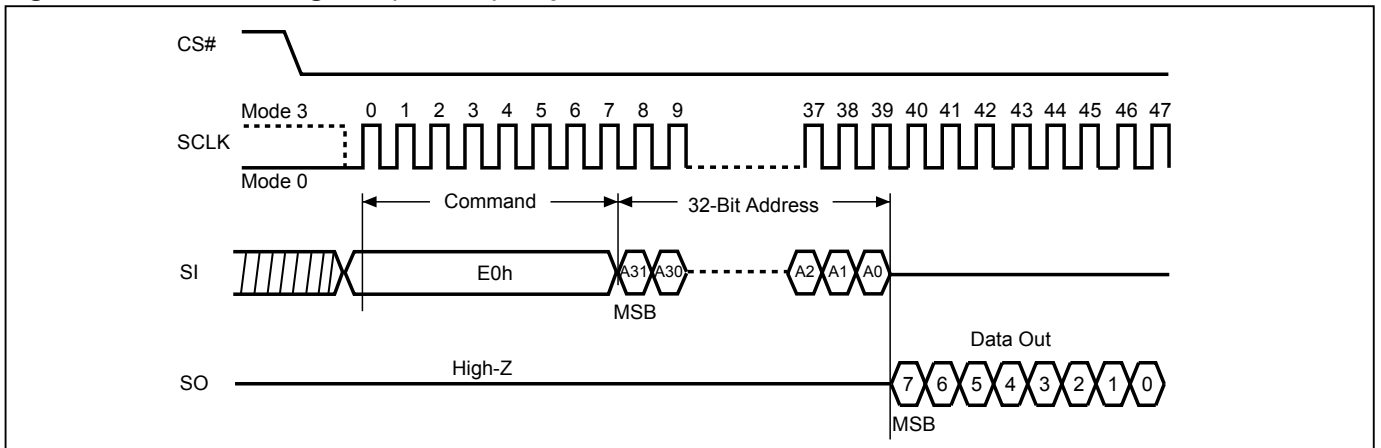 CS#
Mode 3 0 1 2 3 4 5 6 7 8 9 37 38 39 40 41 42 43 44 45 46 47
SCLK
Mode 0
Command 32-Bit Address
SI E0h A31 A30 A2 A1 A0
MSB
Data Out
High-Z
SO 7 6 5 4 3 2 1 0
MSB